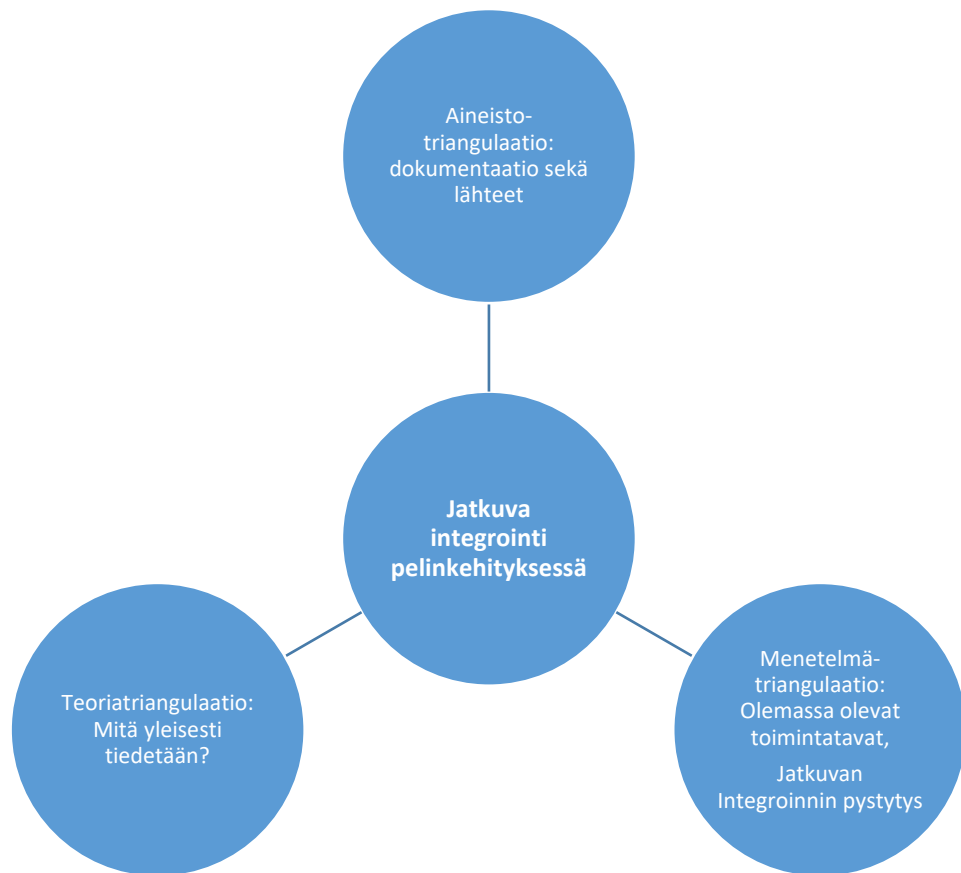 Aineisto-
triangulaatio:
dokumentaatio sekä
lähteet
Jatkuva
integrointi
pelinkehityksessä
Teoriatriangulaatio:
Mitä yleisesti
tiedetään?
Menetelmä-
triangulaatio:
Olemassa olevat
toimintatavat,
Jatkuvan
Integroinnin pystytys